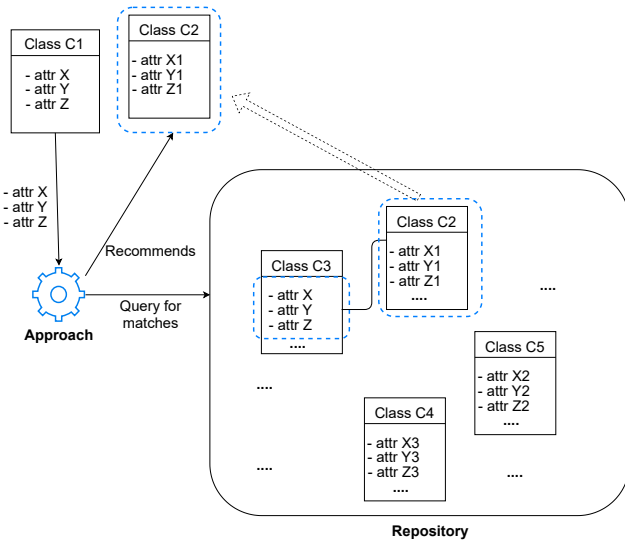 Class C1
- attr X
- attr Y
- attr Z
Class C2
- attr X1
- attr Y1
- attr Z1
- attr X
- attr Y
- attr Z
Recommends
Approach
Query for
matches
Class C2
- attr X1
- attr Y1
- attr Z1
....
Class C3
- attr X
- attr Y
- attr Z
....
....
Class C5
- attr X2
- attr Y2
- attr Z2
....
....
Class C4
- attr X3
- attr Y3
- attr Z3
....
....
....
Repository